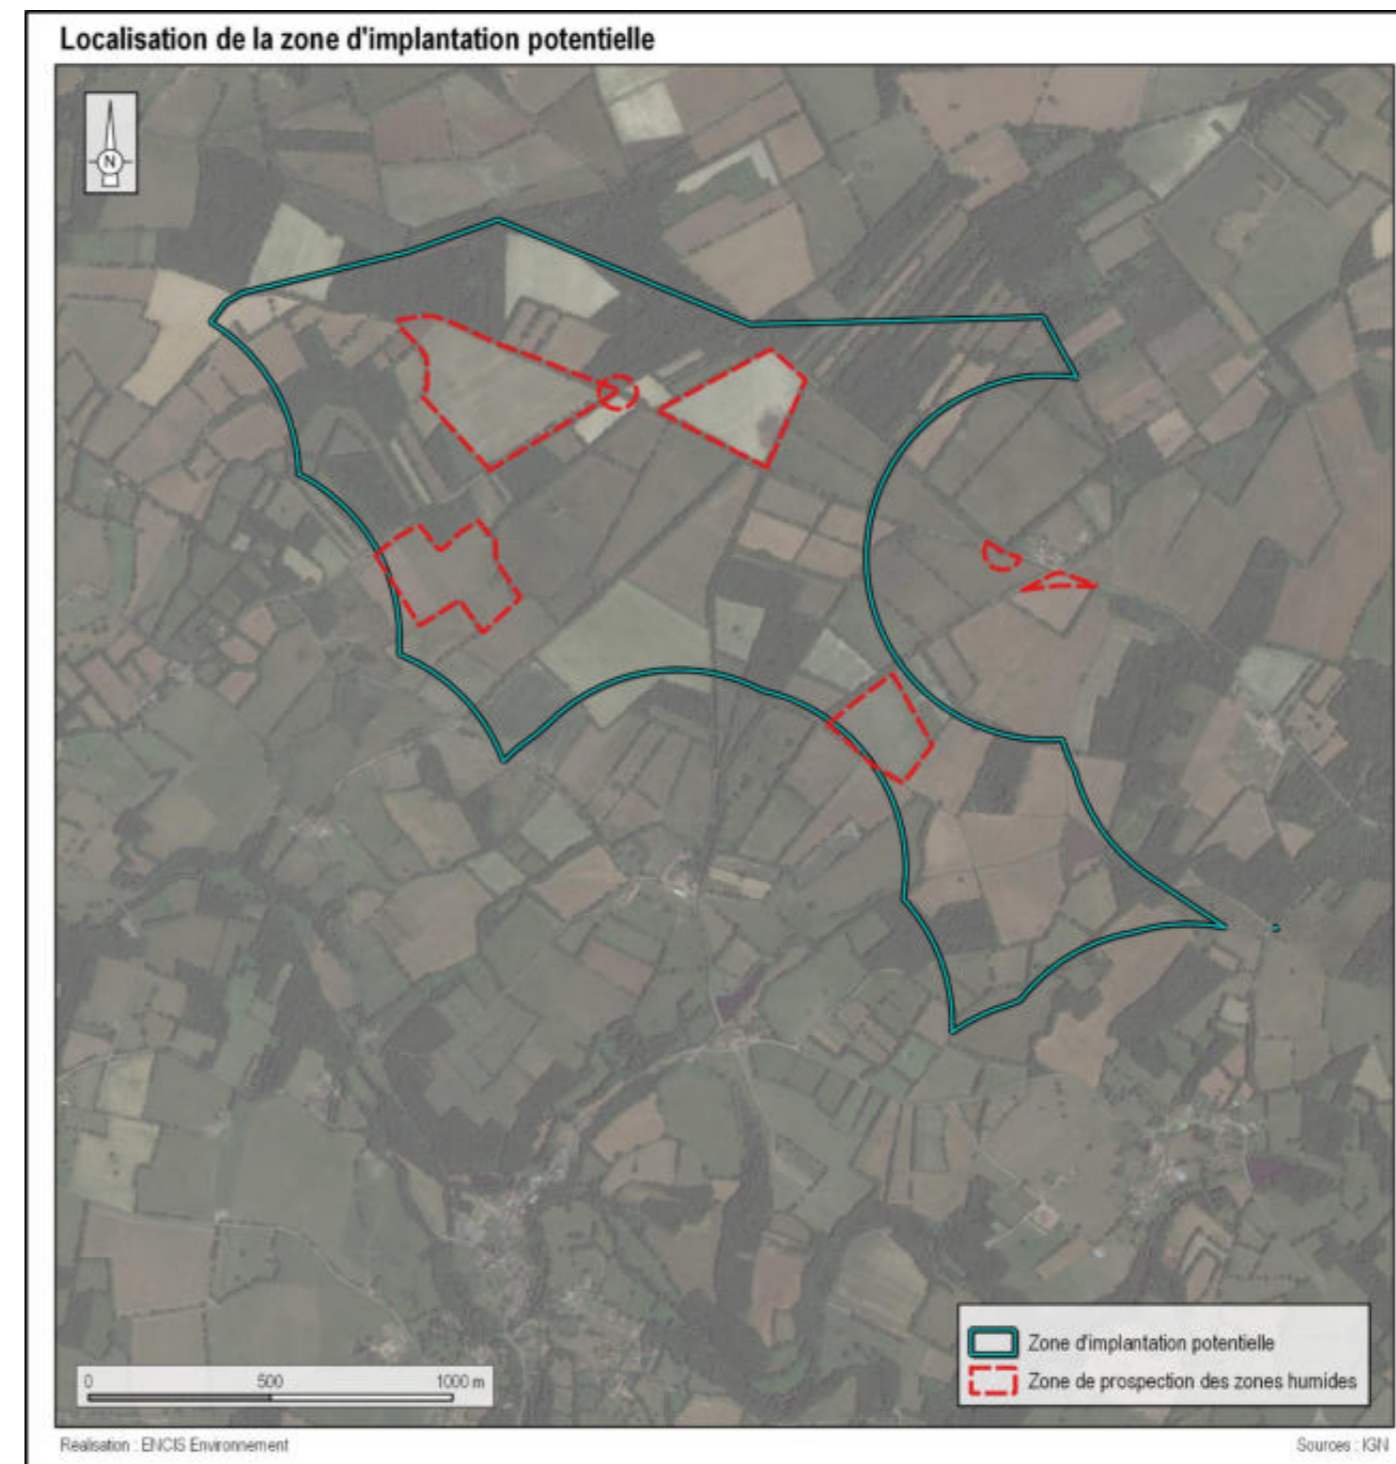 Localisation de la zone d'implantation potentielle
N
Zone d'implantation potentielle
Zone de prospection des zones humides
0 500 1000 m
Realisation : ENCIS Environnement
Sources : IGN